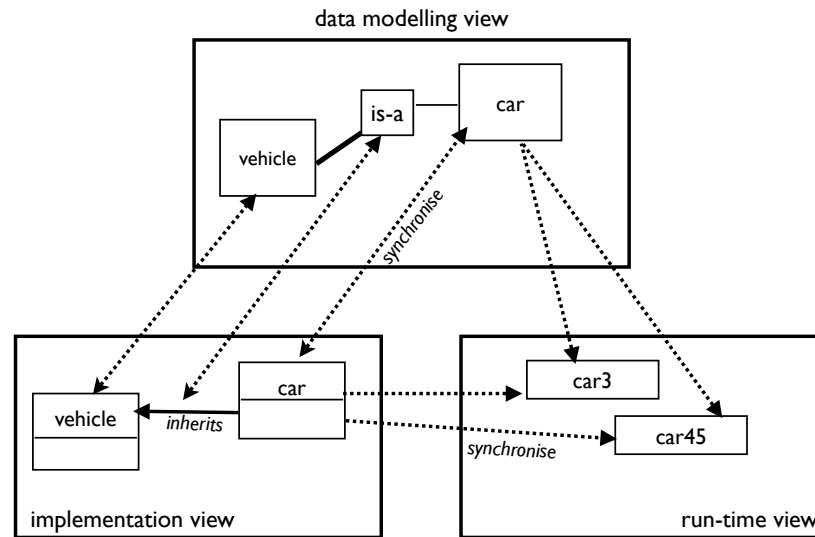 data modelling view
is-a
car
vehicle
synchronise
car
vehicle
inherits
implementation view
car3
car45
synchronise
run-time view